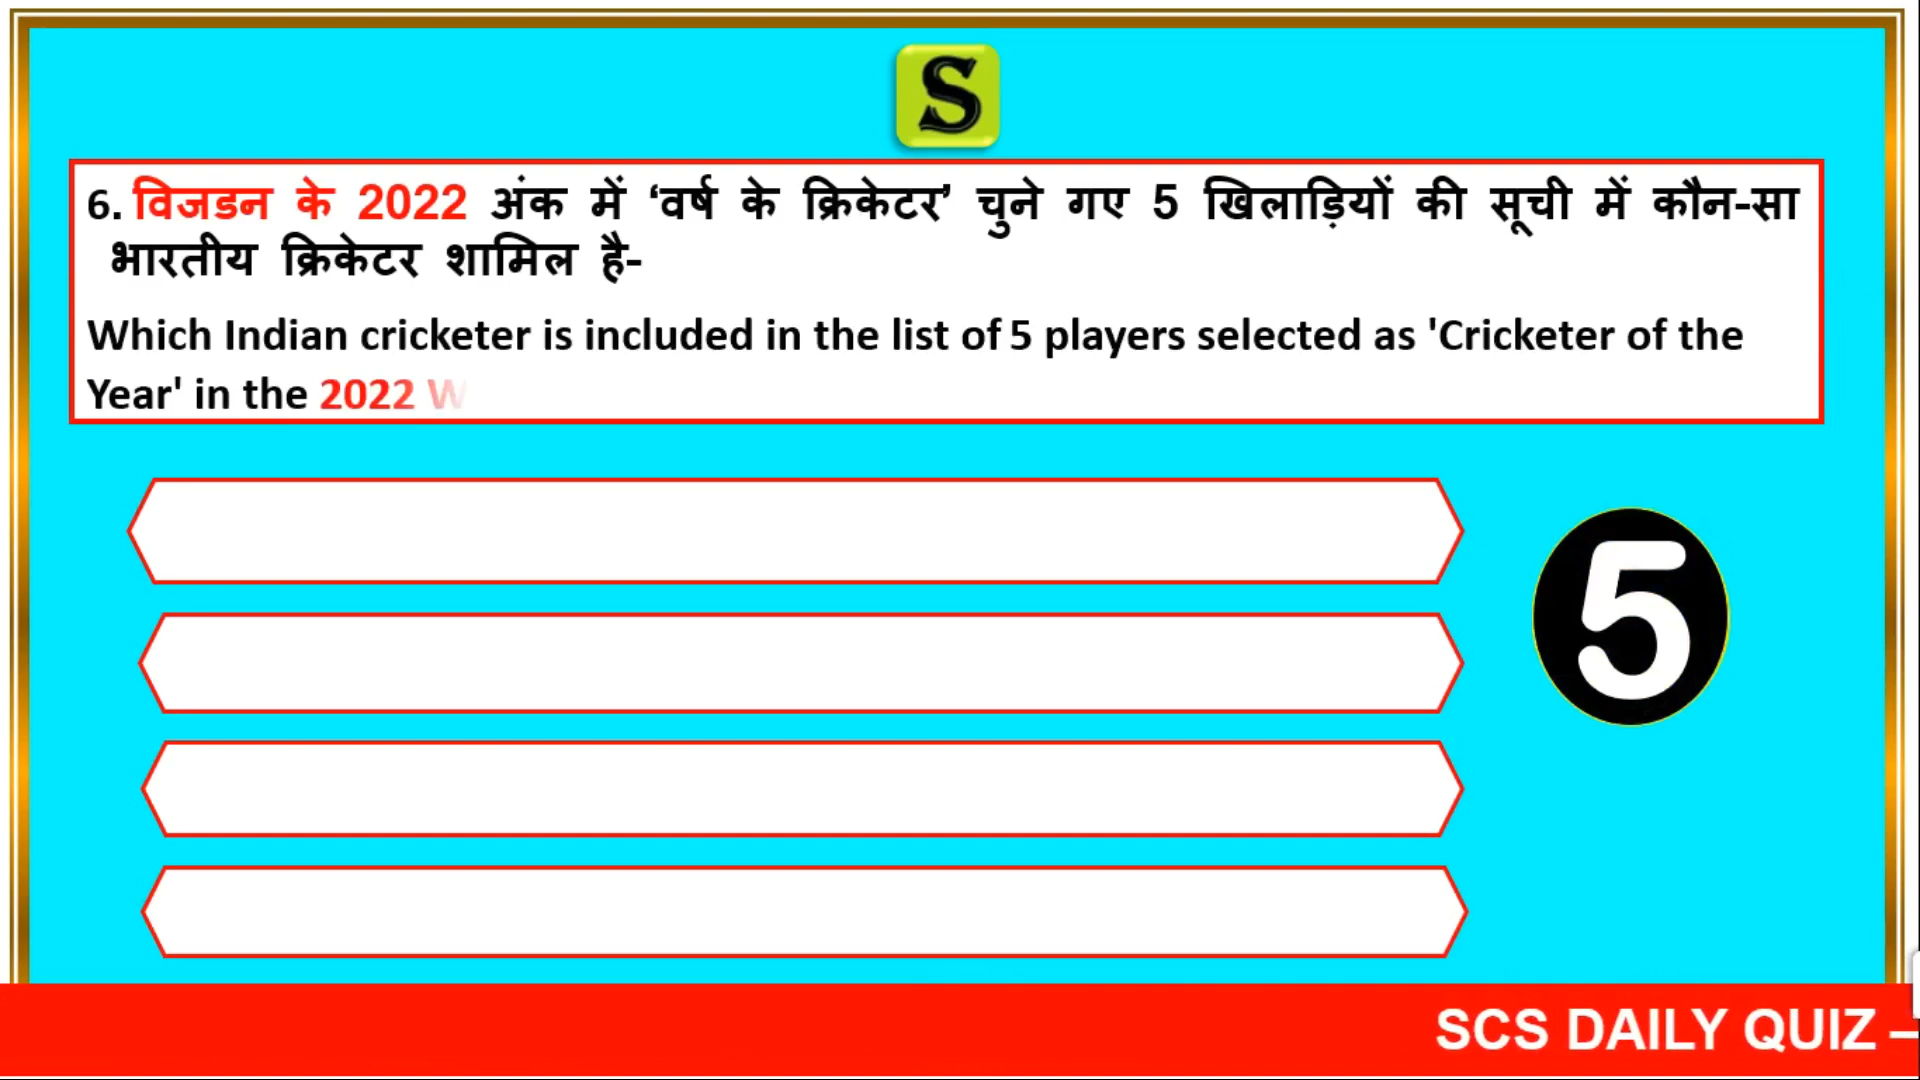 S
6. विजडन के 2022 अंक में ‘वर्ष के क्रिकेटर’ चुने गए 5 खिलाड़ियों की सूची में कौन-सा
भारतीय क्रिकेटर शामिल है-
Which Indian cricketer is included in the list of 5 players selected as 'Cricketer of the
Year' in the 2022 W
5
SCS DAILY QUIZ –